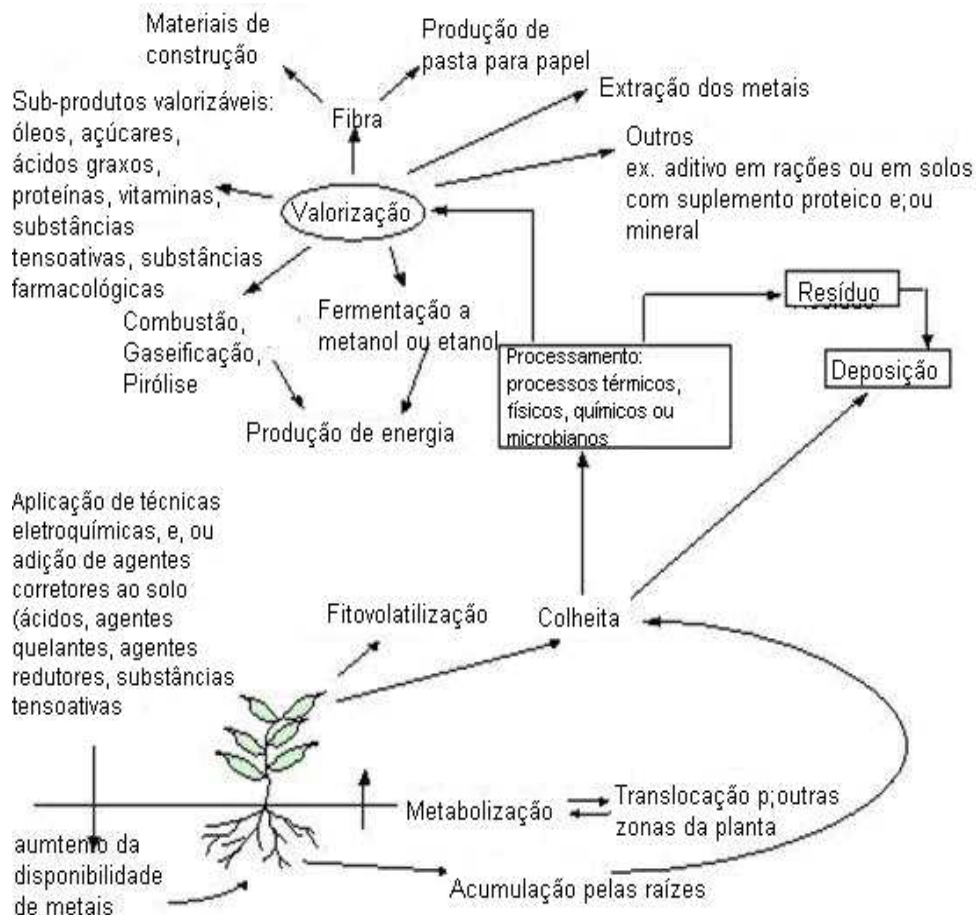 Materiais de
construção
Produção de
pasta para papel
Sub-produtos valorizáveis:
óleos, açúcares,
ácidos graxos,
proteínas, vitaminas,
substâncias
tensoativas, substâncias
farmacológicas
Fibra
Extração dos metais
Outros
ex. aditivo em rações ou em solos
com suplemento proteico e;ou
mineral
Valorização
Resíduo
Deposição
Combustão,
Gaseificação,
Pirólise
Fermentação a
metanol ou etanol
Processamento:
processos térmicos,
físicos, químicos ou
microbianos
Produção de energia
Aplicação de técnicas
eletroquímicas, e, ou
adição de agentes
corretores ao solo
(ácidos, agentes
quelantes, agentes
redutores, substâncias
tensoativas
Fitovolatilização
Colheita
Metabolização
Translocação p;outras
zonas da planta
aumtento da
disponibilidade
de metais
Acumulação pelas raízes